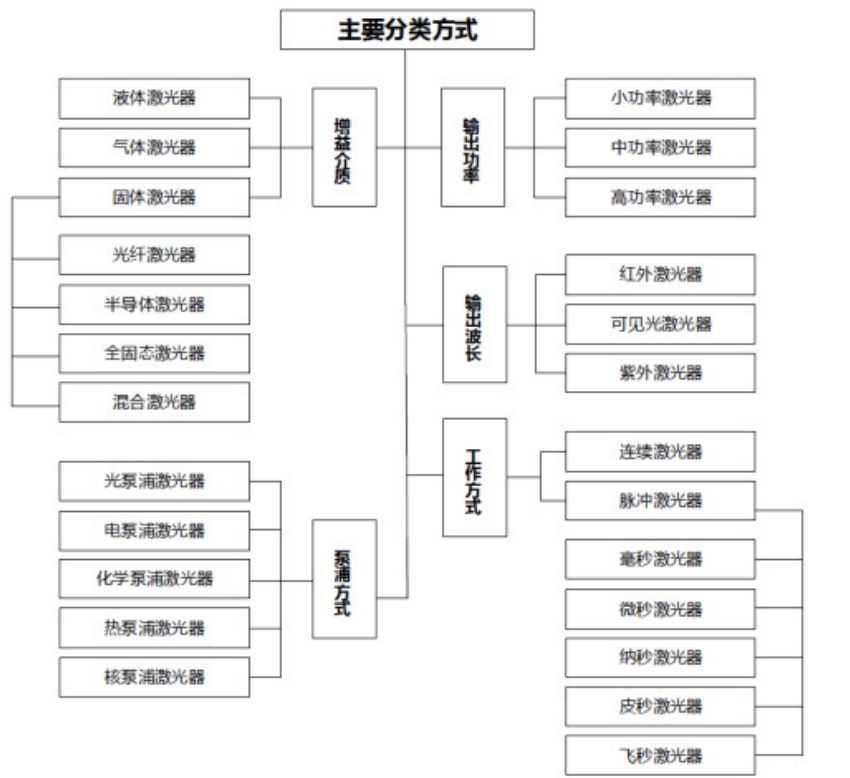 主要分类方式
增益介质
液体激光器
气体激光器
固体激光器
光纤激光器
半导体激光器
全固态激光器
混合激光器
泵浦方式
光泵浦激光器
电泵浦激光器
化学泵浦激光器
热泵浦激光器
核泵浦激光器
输出功率
小功率激光器
中功率激光器
高功率激光器
输出波长
红外激光器
可见光激光器
紫外激光器
工作方式
连续激光器
脉冲激光器
毫秒激光器
微秒激光器
纳秒激光器
皮秒激光器
飞秒激光器